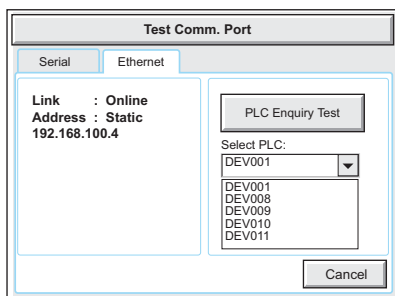 Test Comm. Port
Serial
Ethernet
Link : Online
Address : Static
192.168.100.4
PLC Enquiry Test
Select PLC:
DEV001
DEV001
DEV008
DEV009
DEV010
DEV011
Cancel